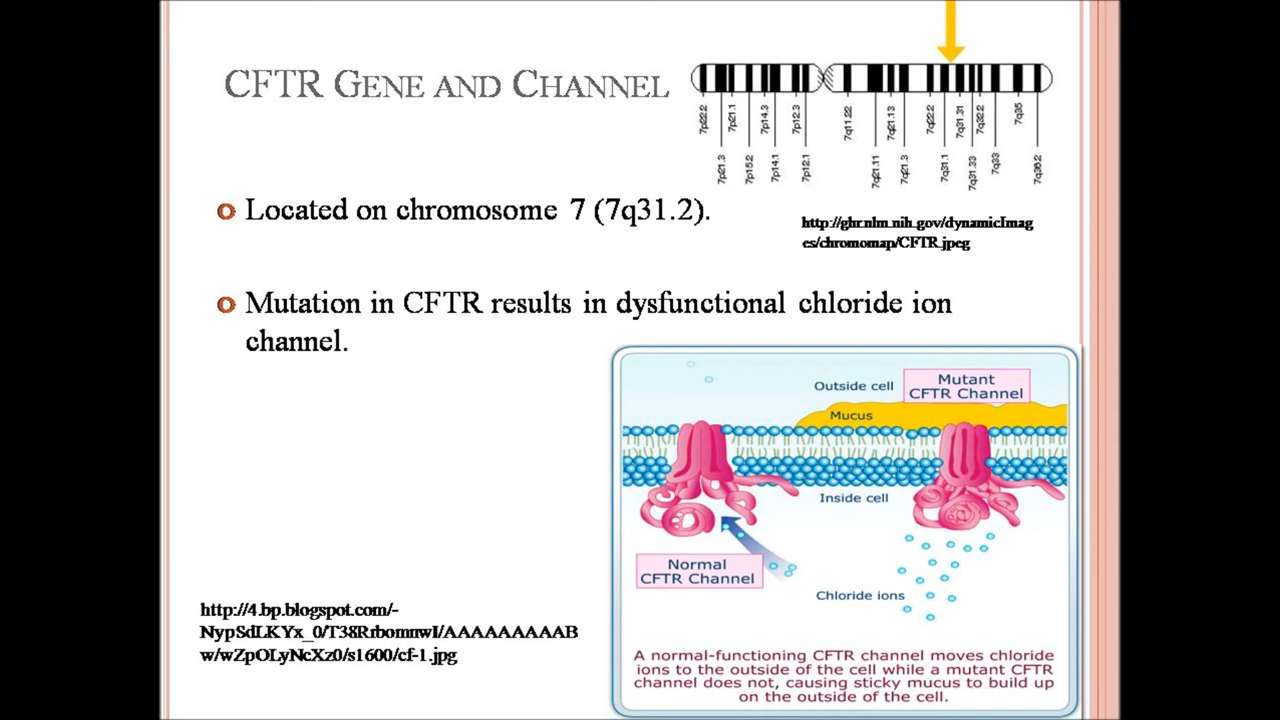 CFTR GENE AND CHANNEL
7p22.2
7p21.3
7p21.1
7p15.2
7p14.3
7p14.1
7p12.3
7p12.1
7q11.22
7q21.11
7q21.13
7q21.3
7q22.2
7q31.1
7q31.31
7q31.33
7q32.2
7q33
7q35
7q36.2
Located on chromosome 7 (7q31.2).
http://ghr.nlm.nih.gov/dynamicImag
es/chromomap/CFTR.jpeg
Mutation in CFTR results in dysfunctional chloride ion
channel.
Outside cell
Mutant
CFTR Channel
Mucus
Inside cell
Normal
CFTR Channel
Chloride ions
A normal-functioning CFTR channel moves chloride
ions to the outside of the cell while a mutant CFTR
channel does not, causing sticky mucus to build up
on the outside of the cell.
http://4.bp.blogspot.com/-
NypSdLKYx_0/T38RrbomnwI/AAAAAAAAAB
w/wZpOLyNcXz0/s1600/cf-1.jpg